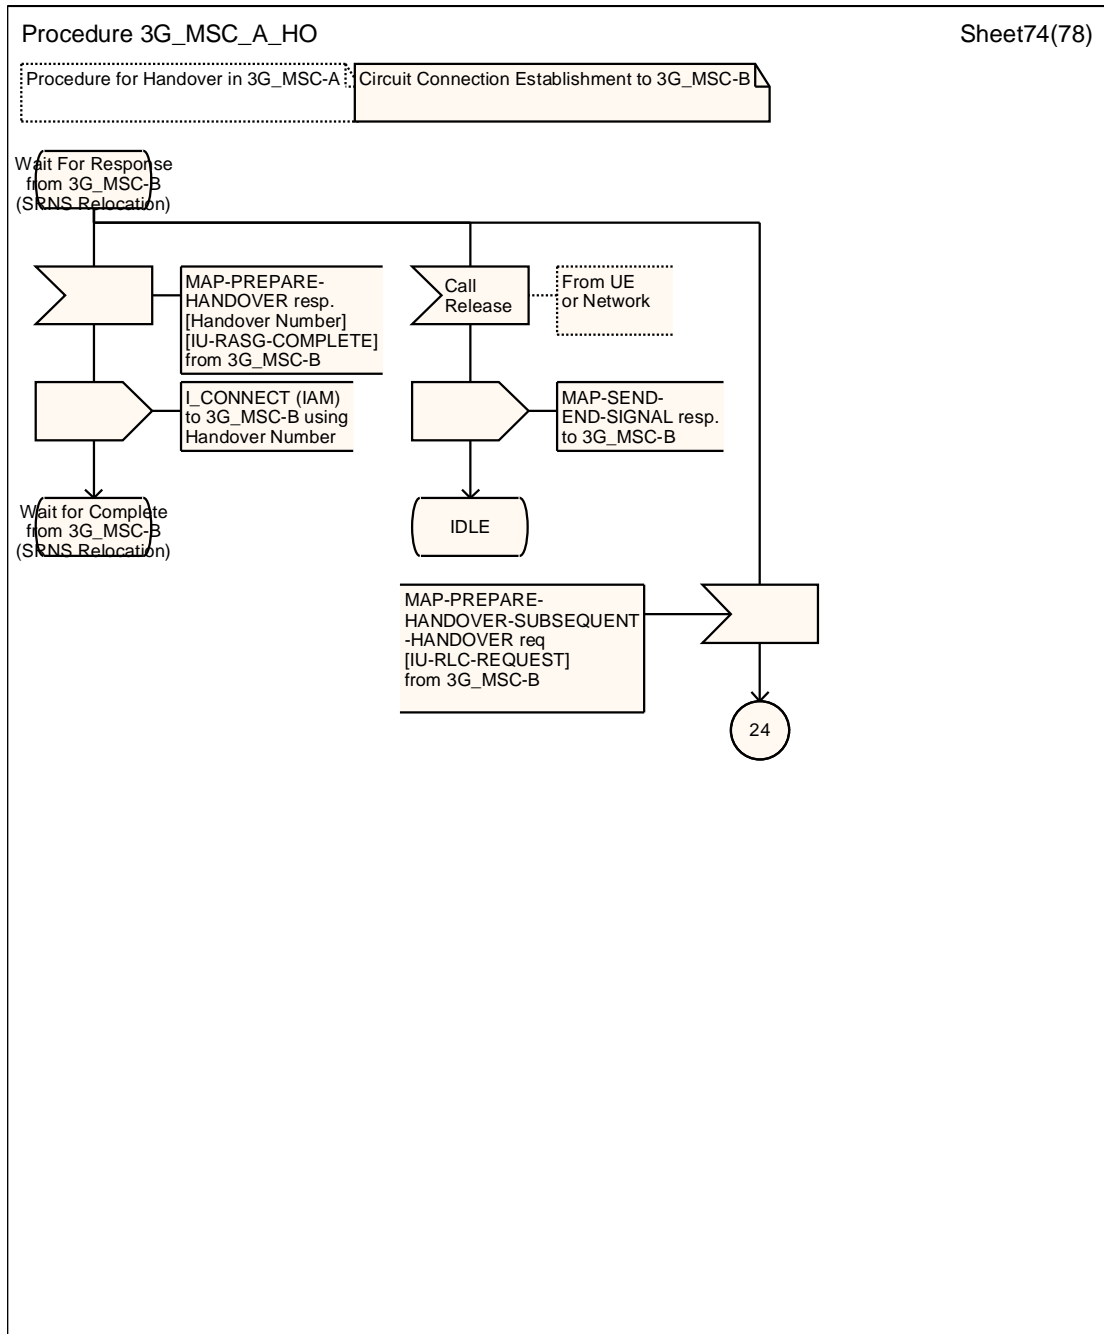 Procedure 3G_MSC_A_HO
Sheet74(78)
Procedure for Handover in 3G_MSC-A
Circuit Connection Establishment to 3G_MSC-B
Wait For Response
from 3G_MSC-B
(SRNS Relocation)
MAP-PREPARE-
HANDOVER resp.
[Handover Number]
[IU-RASG-COMPLETE]
from 3G_MSC-B
Call
Release
From UE
or Network
I_CONNECT (IAM)
to 3G_MSC-B using
Handover Number
MAP-SEND-
END-SIGNAL resp.
to 3G_MSC-B
Wait for Complete
from 3G_MSC-B
(SRNS Relocation)
IDLE
MAP-PREPARE-
HANDOVER-SUBSEQUENT
-HANDOVER req
[IU-RLC-REQUEST]
from 3G_MSC-B
24